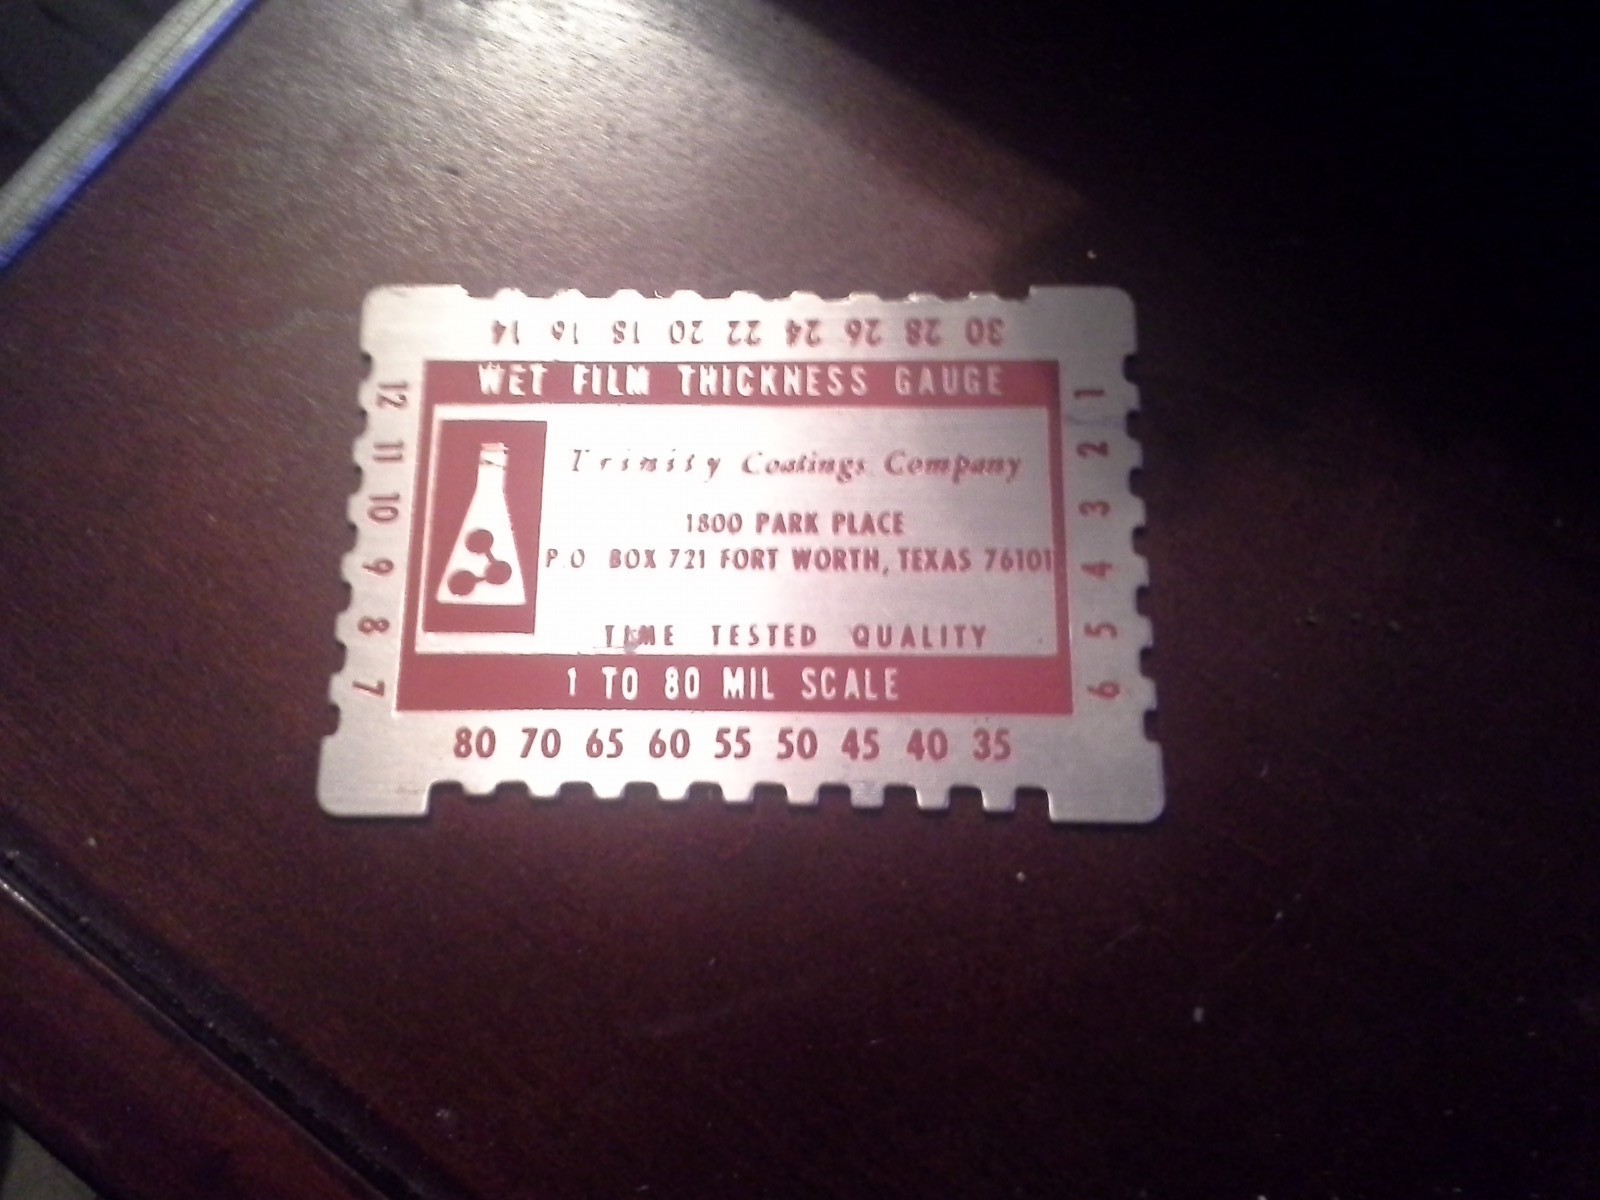 14 16 18 20 22 24 26 28 30
WET FILM THICKNESS GAUGE
Trinity Coatings Company
1800 PARK PLACE
P.O BOX 721 FORT WORTH, TEXAS 76101
TIME TESTED QUALITY
1 TO 80 MIL SCALE
80 70 65 60 55 50 45 40 35
12 11 10 9 8 7
1 2 3 4 5 6